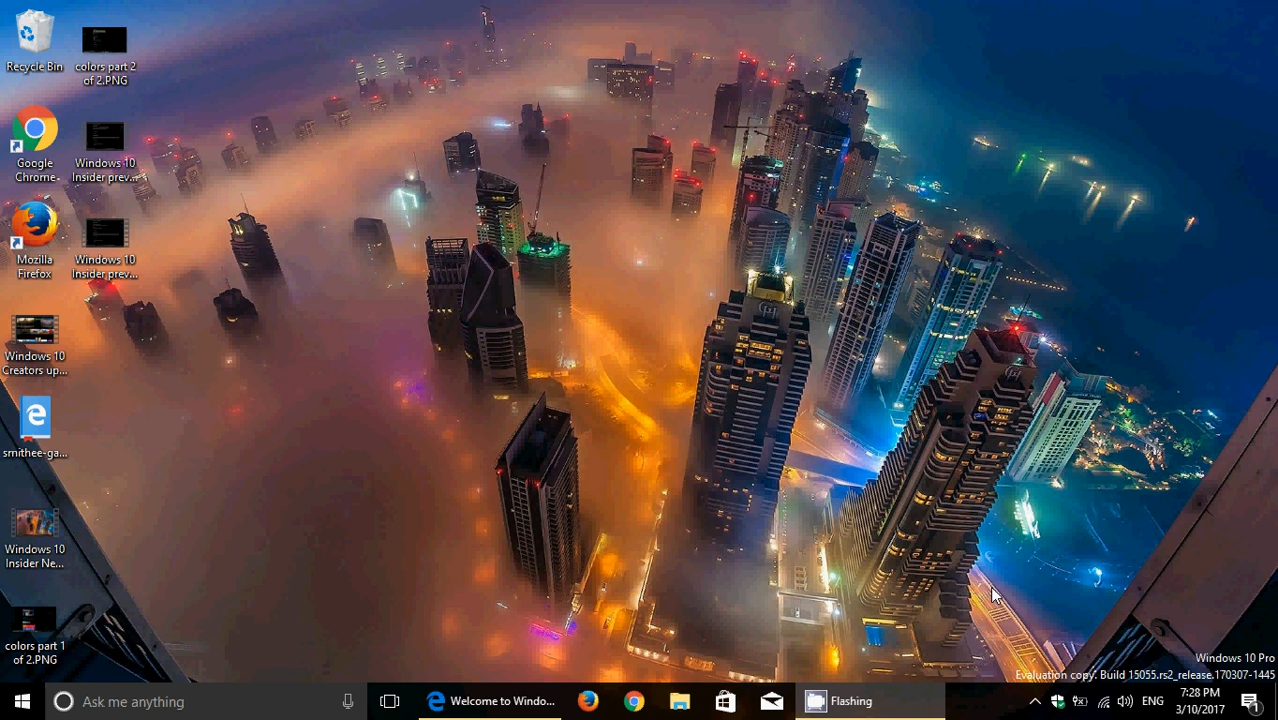 Recycle Bin
colors part 2
of 2.PNG
Google
Chrome
Windows 10
Insider prev...
Mozilla
Firefox
Windows 10
Insider prev...
Windows 10
Creators up...
smithee-ga...
Windows 10
Insider Ne...
colors part 1
of 2.PNG
Windows 10 Pro
Evaluation copy. Build 15055.rs2_release.170307-1445
Ask me anything
Welcome to Windo...
Flashing
ENG
7:28 PM
3/10/2017
1